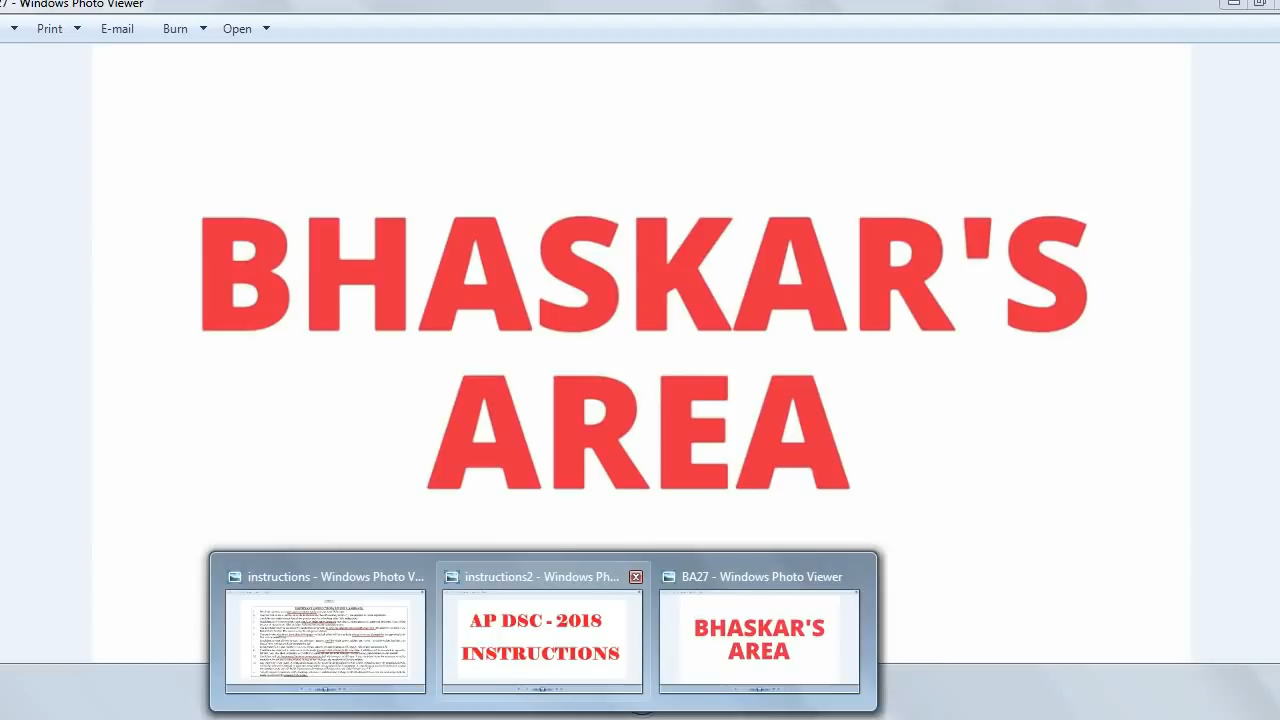 27 - Windows Photo Viewer
Print E-mail Burn Open
BHASKAR'S
AREA
instructions - Windows Photo V... instructions2 - Windows Ph... BA27 - Windows Photo Viewer
AP DSC - 2018
INSTRUCTIONS
BHASKAR'S
AREA